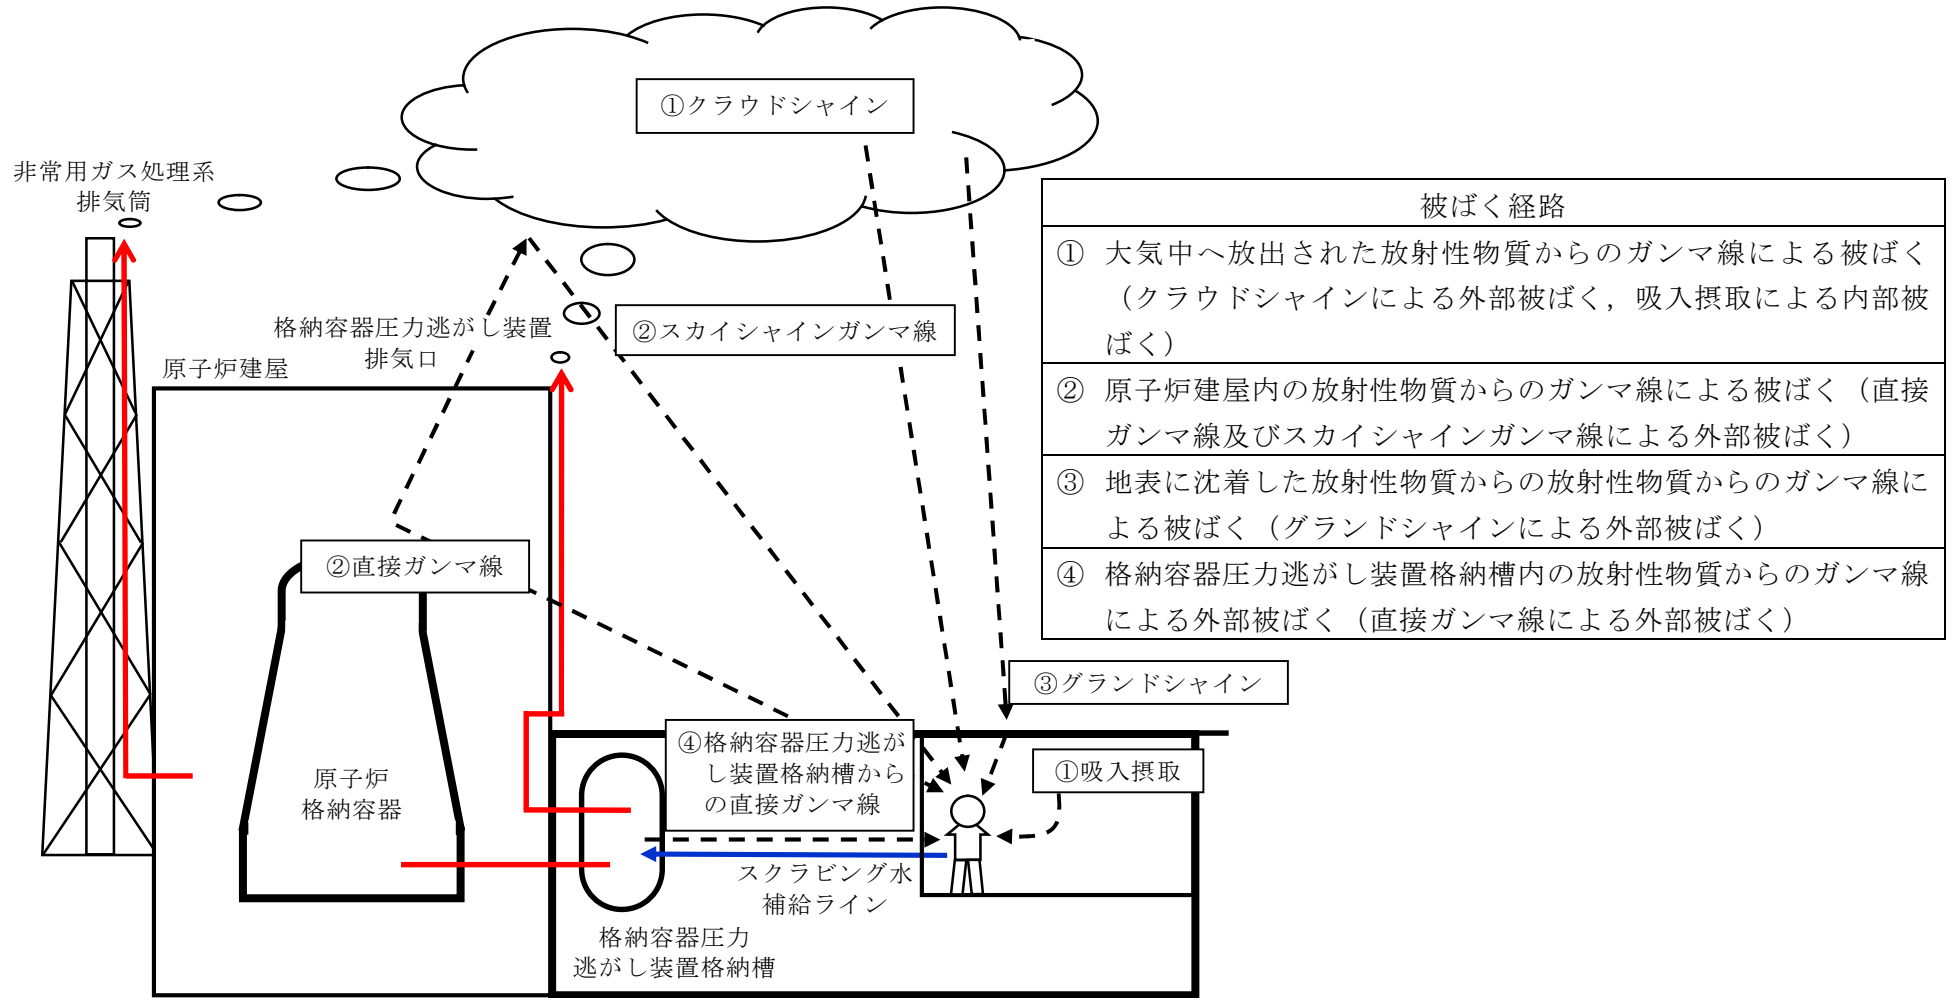 ①クラウドシャイン
非常用ガス処理系
排気筒
格納容器圧力逃がし装置
排気口
②スカイシャインガンマ線
原子炉建屋
②直接ガンマ線
③グランドシャイン
④格納容器圧力逃が
し装置格納槽から
の直接ガンマ線
①吸入摂取
原子炉
格納容器
スクラビング水
補給ライン
格納容器圧力
逃がし装置格納槽
被ばく経路
① 大気中へ放出された放射性物質からのガンマ線による被ばく
（クラウドシャインによる外部被ばく，吸入摂取による内部被
ばく）
② 原子炉建屋内の放射性物質からのガンマ線による被ばく（直接
ガンマ線及びスカイシャインガンマ線による外部被ばく）
③ 地表に沈着した放射性物質からの放射性物質からのガンマ線に
よる被ばく（グランドシャインによる外部被ばく）
④ 格納容器圧力逃がし装置格納槽内の放射性物質からのガンマ線
による外部被ばく（直接ガンマ線による外部被ばく）